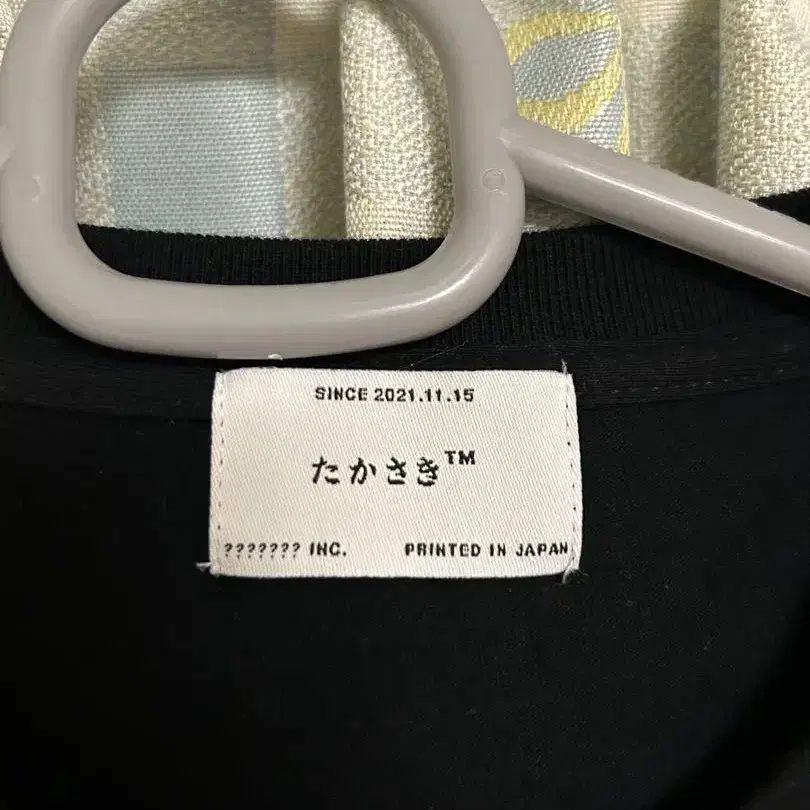 SINCE 2021.11.15
たかさき™
??????? INC. PRINTED IN JAPAN